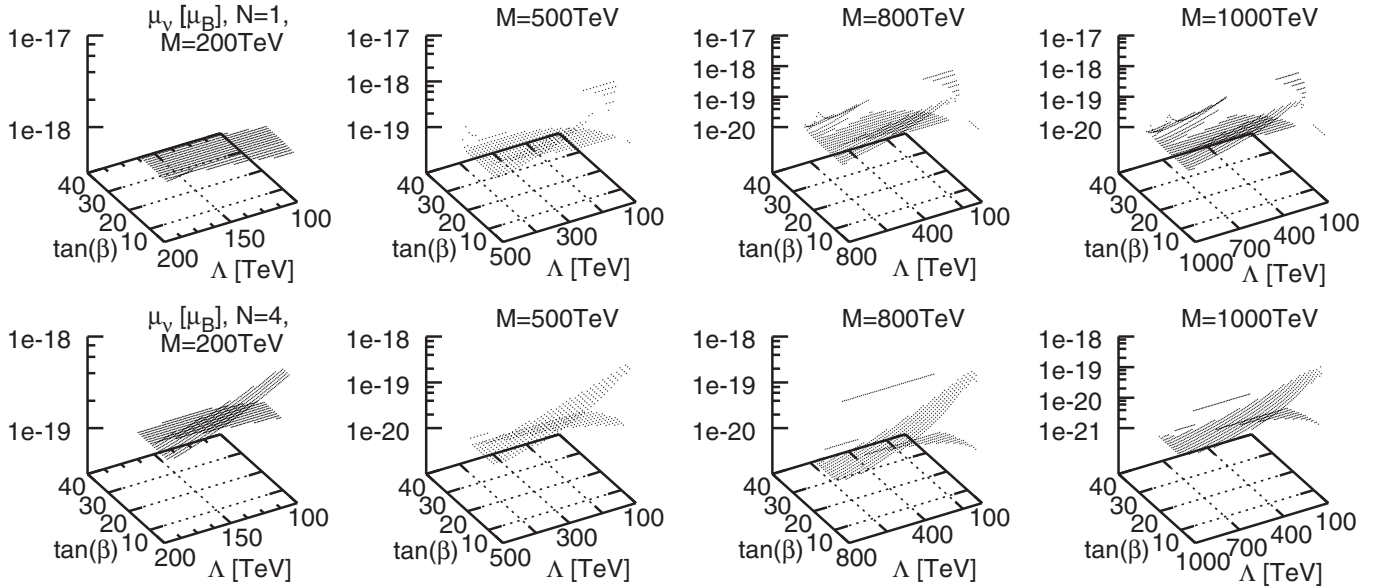 μν [μB], N=1,
M=200TeV
1e-17
1e-18
40
30
20
10
tan(β)
200
150
100
Λ [TeV]
M=500TeV
1e-17
1e-18
1e-19
40
30
20
10
tan(β)
500
300
100
Λ [TeV]
M=800TeV
1e-17
1e-18
1e-19
1e-20
40
30
20
10
tan(β)
800
400
100
Λ [TeV]
M=1000TeV
1e-17
1e-18
1e-19
1e-20
40
30
20
10
tan(β)
1000
700
400
100
Λ [TeV]
μν [μB], N=4,
M=200TeV
1e-18
1e-19
40
30
20
10
tan(β)
200
150
100
Λ [TeV]
M=500TeV
1e-18
1e-19
1e-20
40
30
20
10
tan(β)
500
300
100
Λ [TeV]
M=800TeV
1e-18
1e-19
1e-20
40
30
20
10
tan(β)
800
400
100
Λ [TeV]
M=1000TeV
1e-18
1e-19
1e-20
1e-21
40
30
20
10
tan(β)
1000
700
400
100
Λ [TeV]